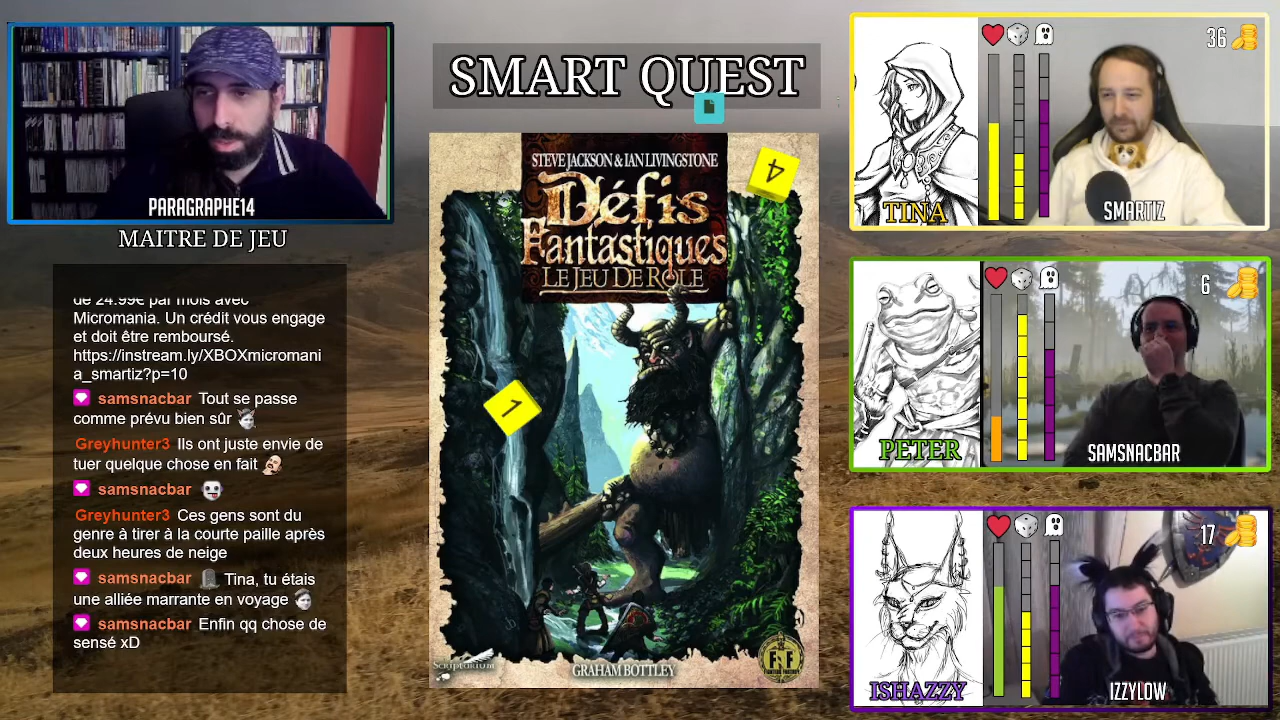 PARAGRAPHE14
MAITRE DE JEU
de 24.99€ par mois avec
Micromania. Un crédit vous engage
et doit être remboursé.
https://instream.ly/XBOXmicromani
a_smartiz?p=10
samsnacbar Tout se passe
comme prévu bien sûr
Greyhunter3 Ils ont juste envie de
tuer quelque chose en fait
samsnacbar
Greyhunter3 Ces gens sont du
genre à tirer à la courte paille après
deux heures de neige
samsnacbar Tina, tu étais
une alliée marrante en voyage
samsnacbar Enfin qq chose de
sensé xD
SMART QUEST
STEVE JACKSON & IAN LIVINGSTONE
Défis
Fantastiques
LE JEU DE RÔLE
4
1
SCRIPTARIUM
GRAHAM BOTTLEY
FF
36
TINA
SMARTIZ
6
PETER
SAMSNACBAR
17
ISHAZZY
IZZYLOW